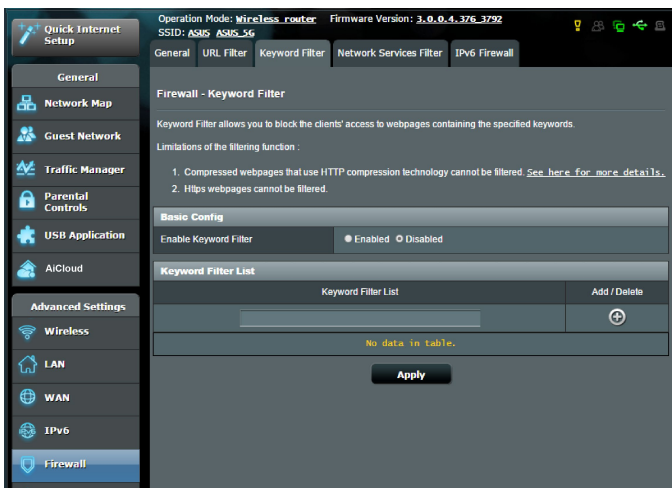 Quick Internet
Setup
General
Network Map
Guest Network
Traffic Manager
Parental
Controls
USB Application
AiCloud
Advanced Settings
Wireless
LAN
WAN
IPv6
Firewall
Operation Mode: Wireless router Firmware Version: 3.0.0.4.376_3792
SSID: ASUS ASUS_5G
General URL Filter Keyword Filter Network Services Filter IPv6 Firewall
Firewall - Keyword Filter
Keyword Filter allows you to block the clients' access to webpages containing the specified keywords.
Limitations of the filtering function :
1. Compressed webpages that use HTTP compression technology cannot be filtered. See here for more details.
2. Https webpages cannot be filtered.
Basic Config
Enable Keyword Filter Enabled Disabled
Keyword Filter List
Keyword Filter List Add / Delete
No data in table.
Apply